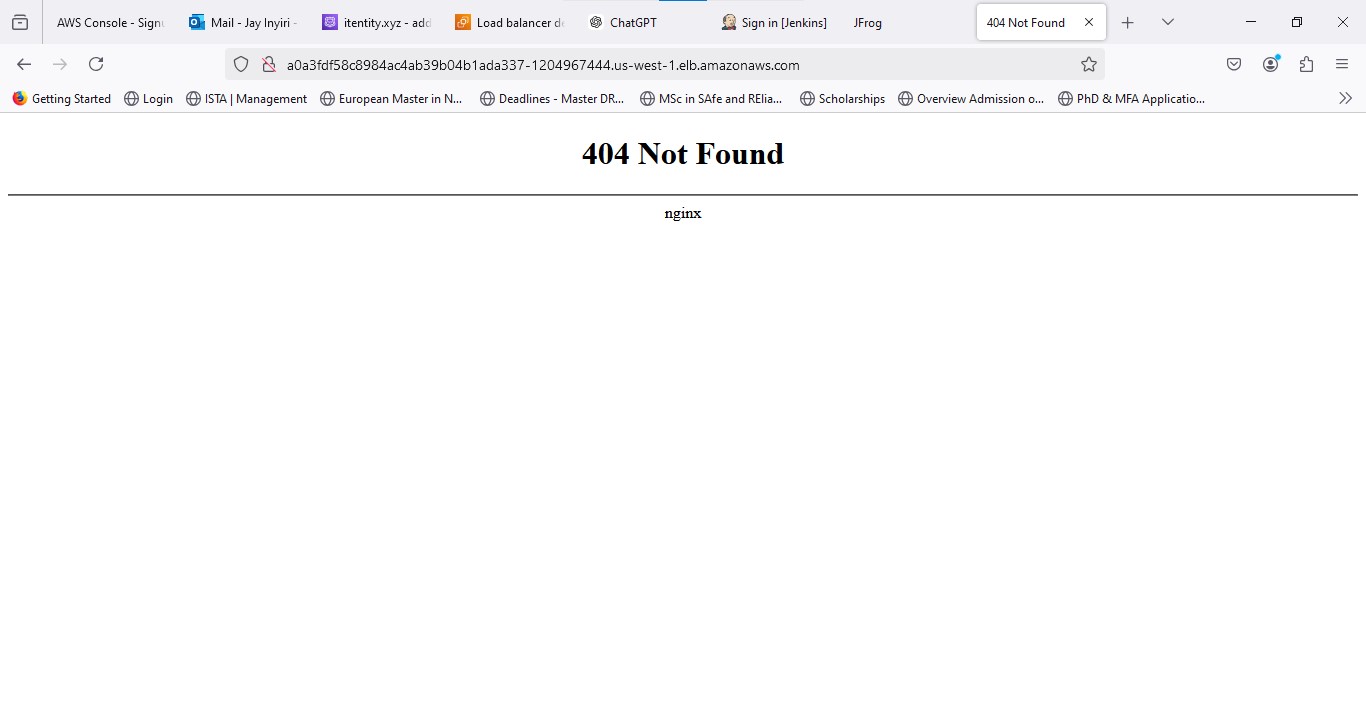 AWS Console - Signu
Mail - Jay Inyiri -
itentity.xyz - add
Load balancer de
ChatGPT
Sign in [Jenkins]
JFrog
404 Not Found
a0a3fdf58c8984ac4ab39b04b1ada337-1204967444.us-west-1.elb.amazonaws.com
Getting Started
Login
ISTA | Management
European Master in N...
Deadlines - Master DR...
MSc in SAfe and RElia...
Scholarships
Overview Admission o...
PhD & MFA Applicatio...
404 Not Found
nginx